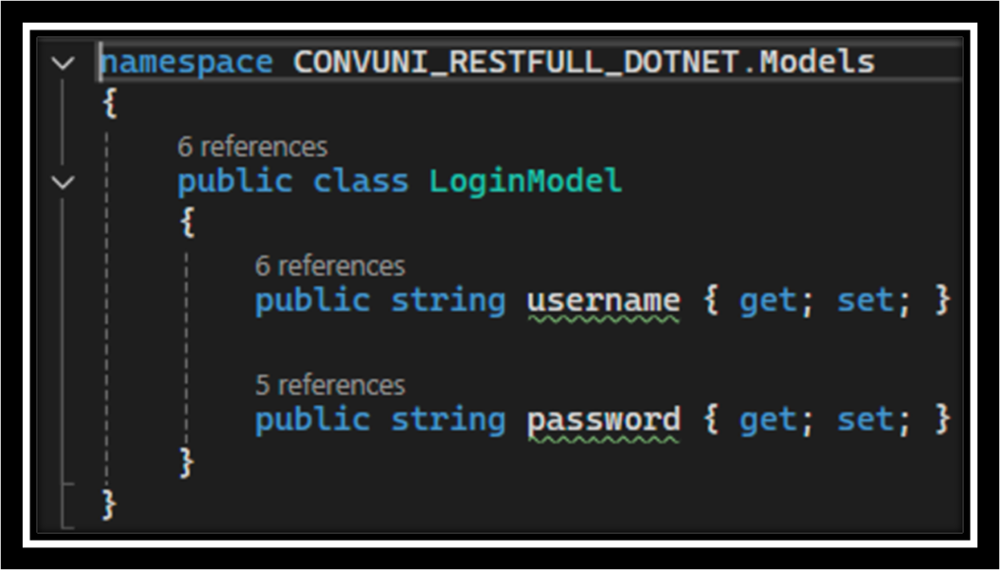 namespace CONVUNI_RESTFULL_DOTNET.Models
{
6 references
public class LoginModel
{
6 references
public string username { get; set; }
5 references
public string password { get; set; }
}
}